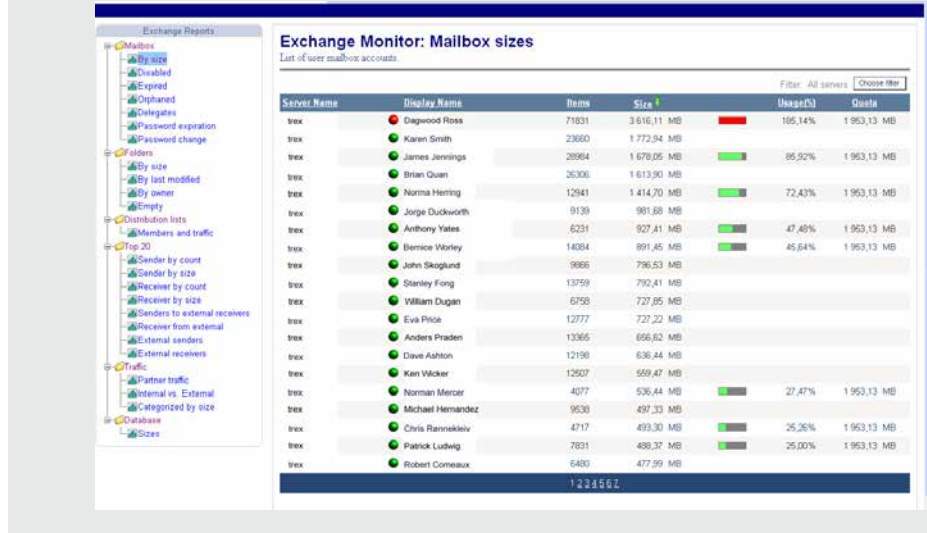 Exchange Reports
Mailbox
By size
Disabled
Expired
Orphaned
Delegates
Password expiration
Password change
Folders
By size
By last modified
By owner
Empty
Distribution lists
Members and traffic
Top 20
Sender by count
Sender by size
Receiver by count
Receiver by size
Senders to external receivers
Receiver from external
External senders
External receivers
Traffic
Partner traffic
Internal vs. External
Categorized by size
Database
Sizes
Exchange Monitor: Mailbox sizes
List of user mailbox accounts.
Filter: All servers Choose filter
Server Name Display Name Items Size Usage(%) Quota
trex Dagwood Ross 71831 3 616,11 MB 185,14% 1 953,13 MB
trex Karen Smith 23660 1 772,94 MB
trex James Jennings 28984 1 678,05 MB 85,92% 1 953,13 MB
trex Brian Quan 26306 1 613,90 MB
trex Norma Herring 12941 1 414,70 MB 72,43% 1 953,13 MB
trex Jorge Duckworth 9139 981,68 MB
trex Anthony Yates 6231 927,41 MB 47,48% 1 953,13 MB
trex Bernice Worley 14084 891,45 MB 45,64% 1 953,13 MB
trex John Skoglund 9866 796,53 MB
trex Stanley Fong 13759 792,41 MB
trex William Dugan 6758 727,85 MB
trex Eva Price 12777 727,22 MB
trex Anders Praden 13365 656,62 MB
trex Dave Ashton 12198 636,44 MB
trex Ken Wicker 12507 559,47 MB
trex Norman Mercer 4077 536,44 MB 27,47% 1 953,13 MB
trex Michael Hernandez 9538 497,33 MB
trex Chris Rønnekleiv 4717 493,30 MB 25,26% 1 953,13 MB
trex Patrick Ludwig 7831 488,37 MB 25,00% 1 953,13 MB
trex Robert Comeaux 6480 477,99 MB
1 2 3 4 5 6 7